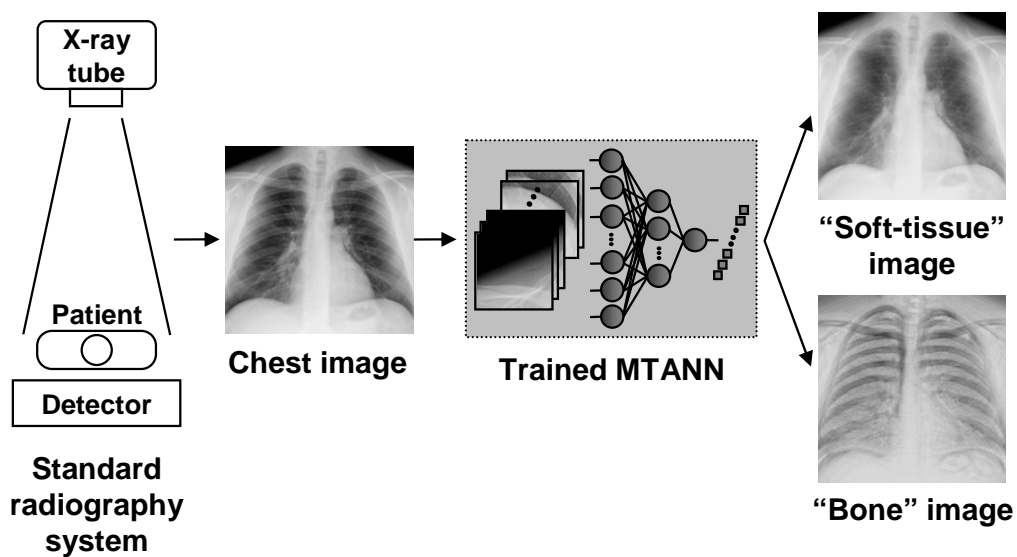 X-ray
tube
Patient
Detector
Standard
radiography
system
Chest image
Trained MTANN
“Soft-tissue”
image
“Bone” image